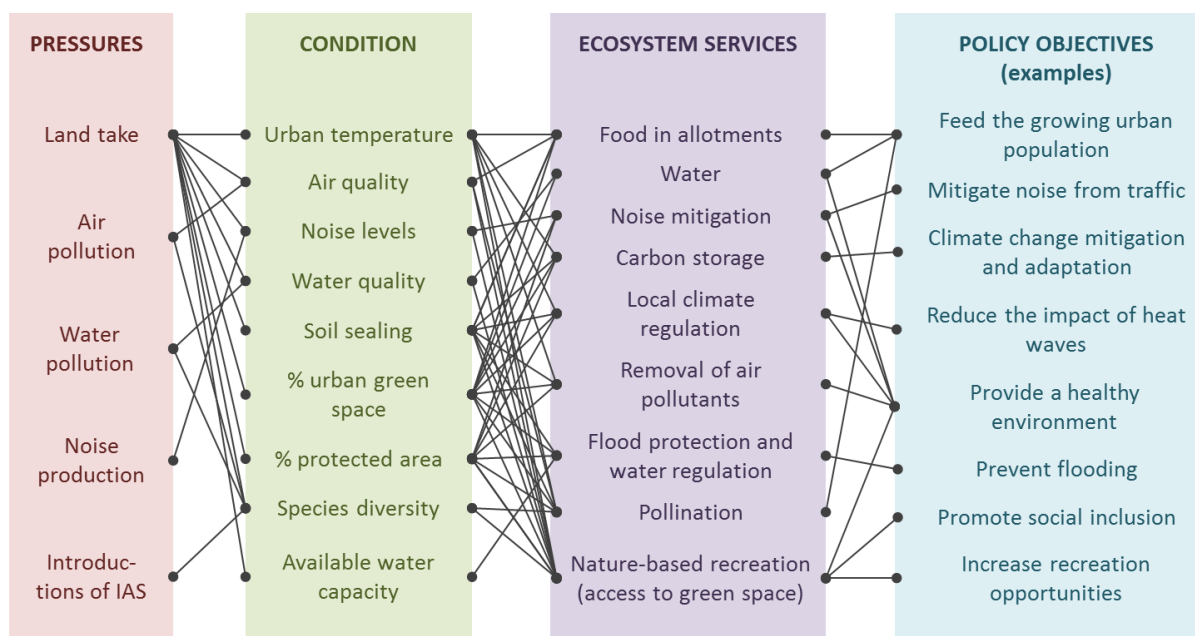 PRESSURES
Land take
Air
pollution
Water
pollution
Noise
production
Introduc-
tions of IAS
CONDITION
Urban temperature
Air quality
Noise levels
Water quality
Soil sealing
% urban green
space
% protected area
Species diversity
Available water
capacity
ECOSYSTEM SERVICES
Food in allotments
Water
Noise mitigation
Carbon storage
Local climate
regulation
Removal of air
pollutants
Flood protection and
water regulation
Pollination
Nature-based recreation
(access to green space)
POLICY OBJECTIVES
(examples)
Feed the growing urban
population
Mitigate noise from traffic
Climate change mitigation
and adaptation
Reduce the impact of heat
waves
Provide a healthy
environment
Prevent flooding
Promote social inclusion
Increase recreation
opportunities